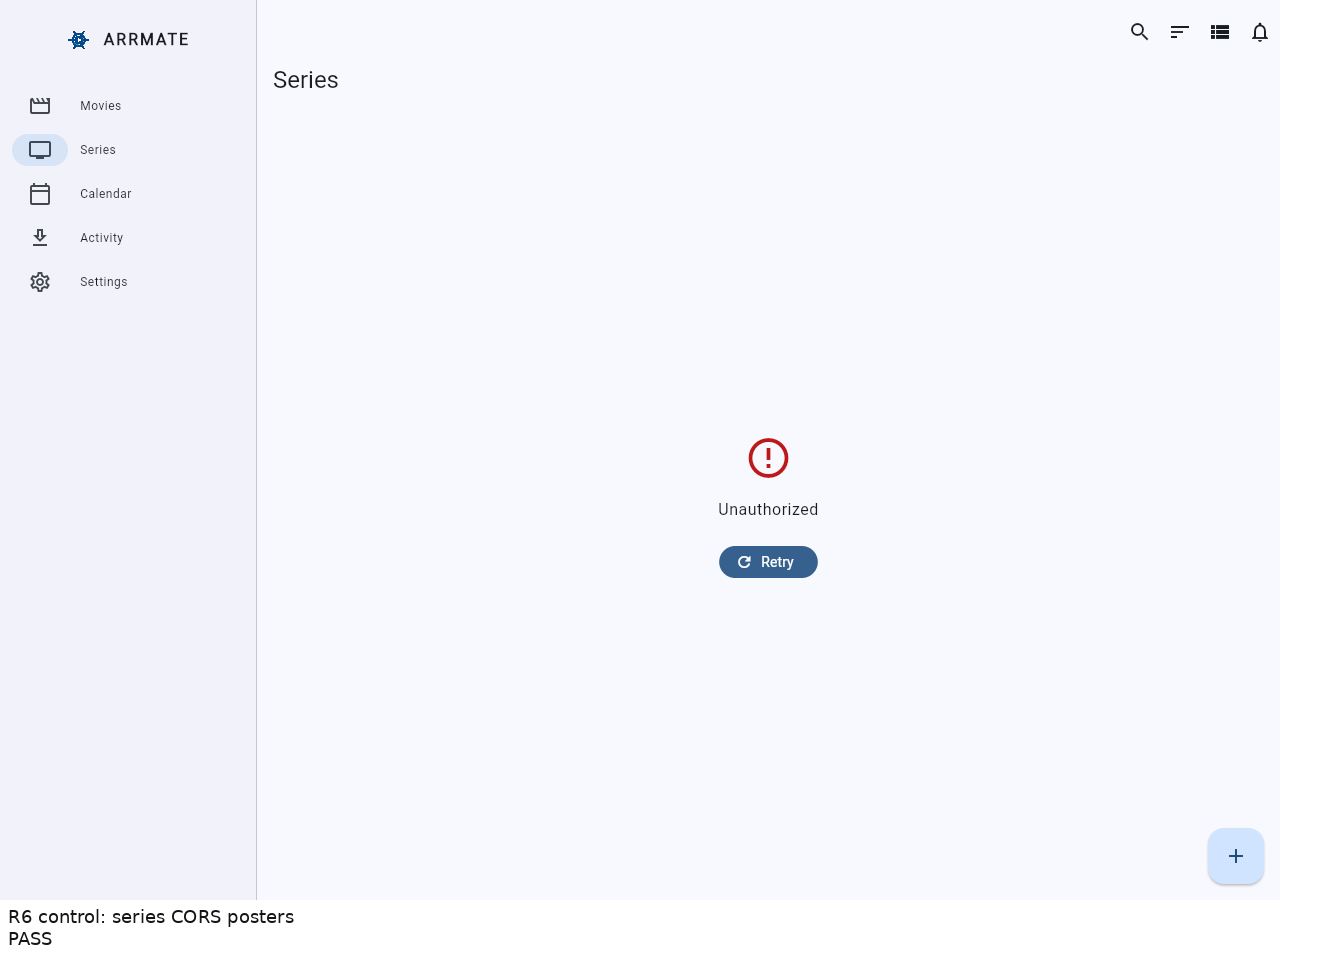 ARRMATE
Movies
Series
Calendar
Activity
Settings
Series
Unauthorized
Retry
R6 control: series CORS posters
PASS